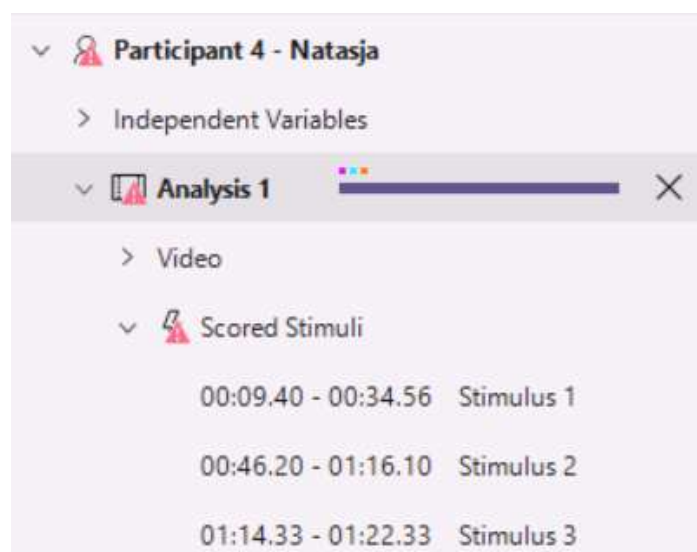 Participant 4 - Natasja
Independent Variables
Analysis 1
Video
Scored Stimuli
00:09.40 - 00:34.56 Stimulus 1
00:46.20 - 01:16.10 Stimulus 2
01:14.33 - 01:22.33 Stimulus 3